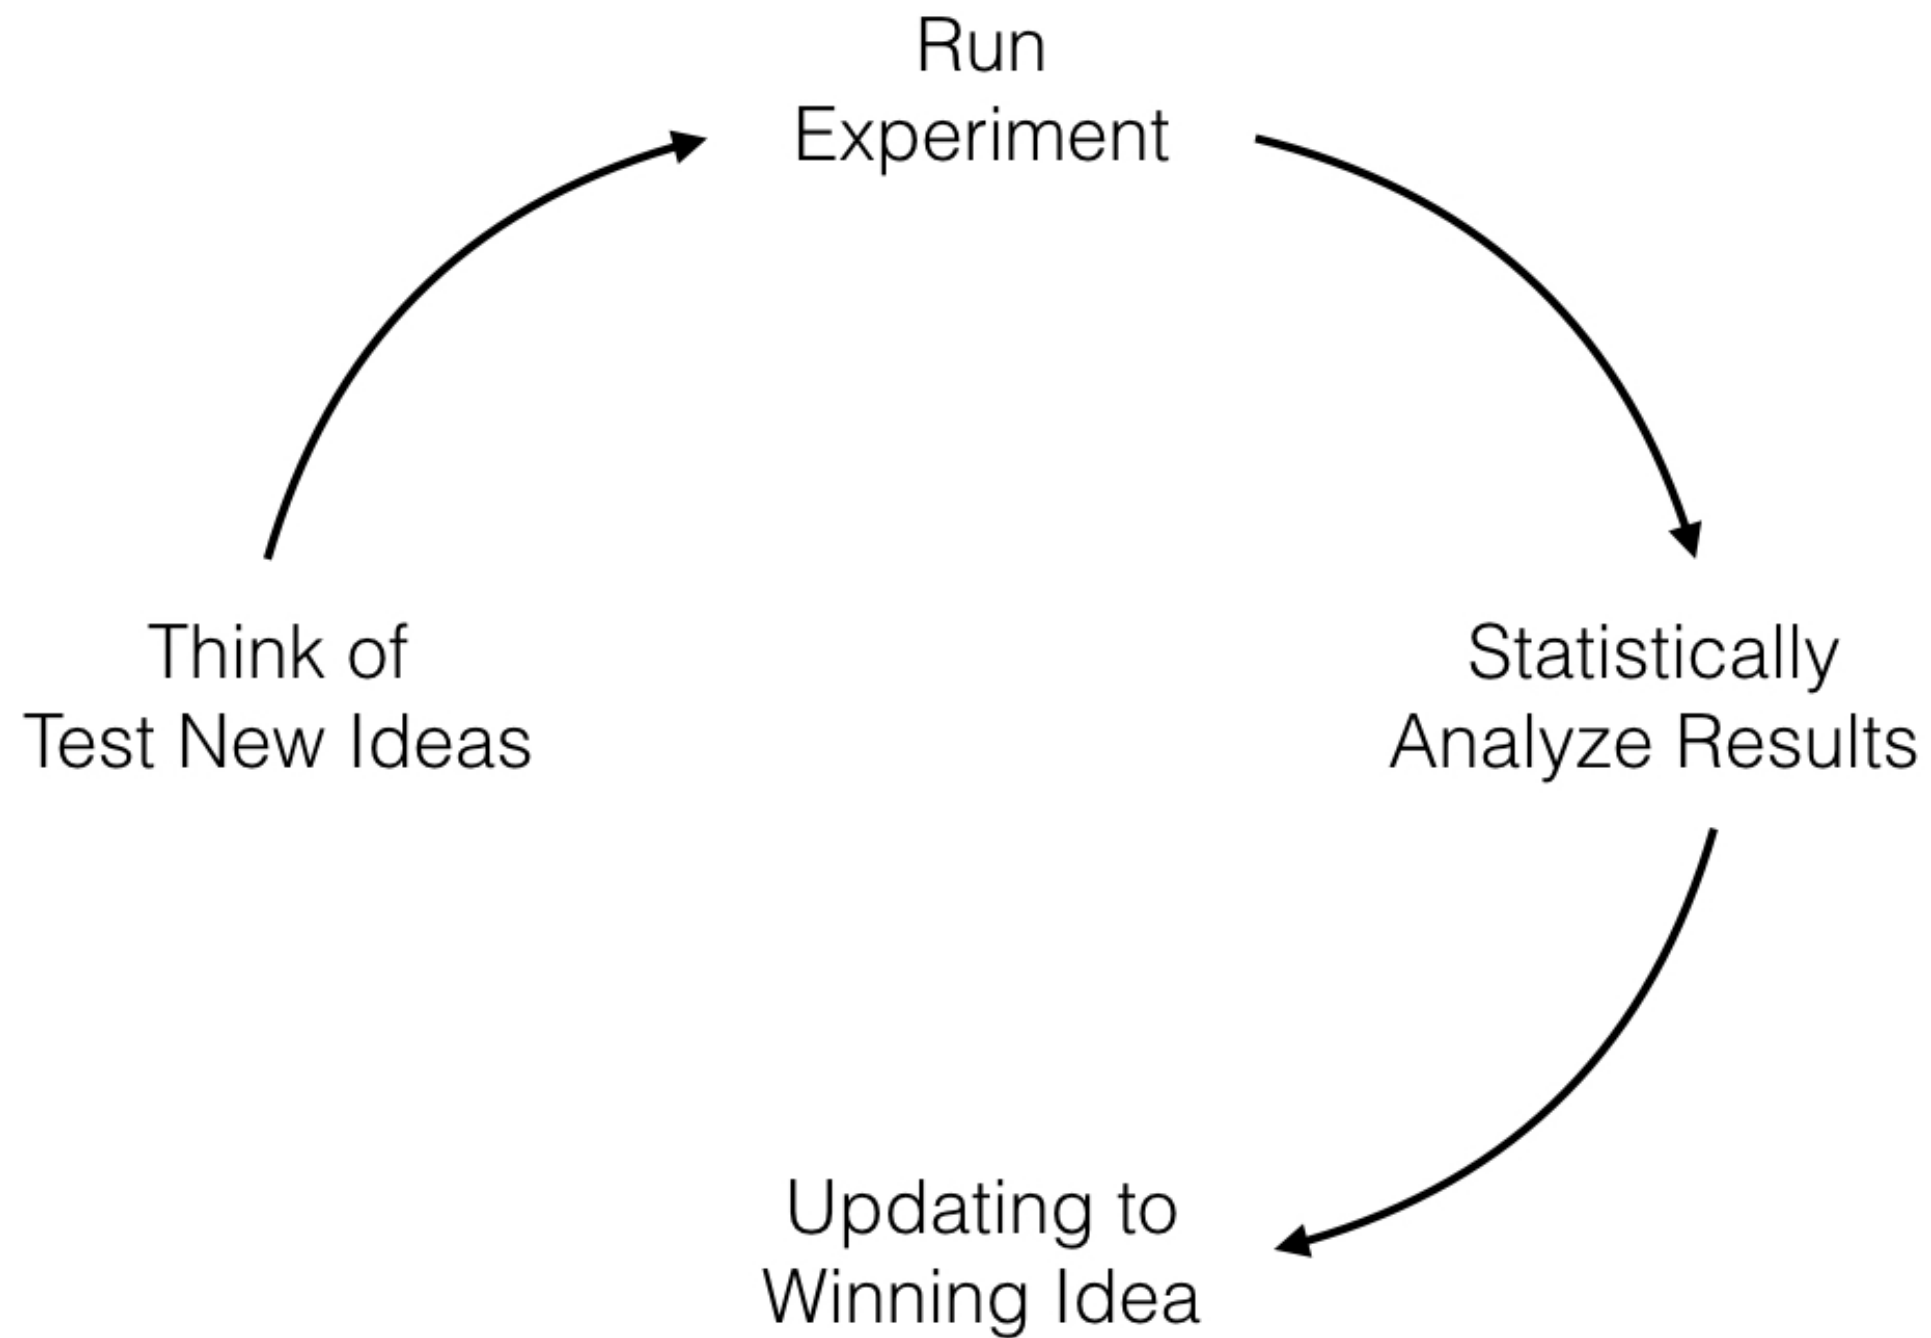 Run
Experiment
Think of
Test New Ideas
Statistically
Analyze Results
Updating to
Winning Idea